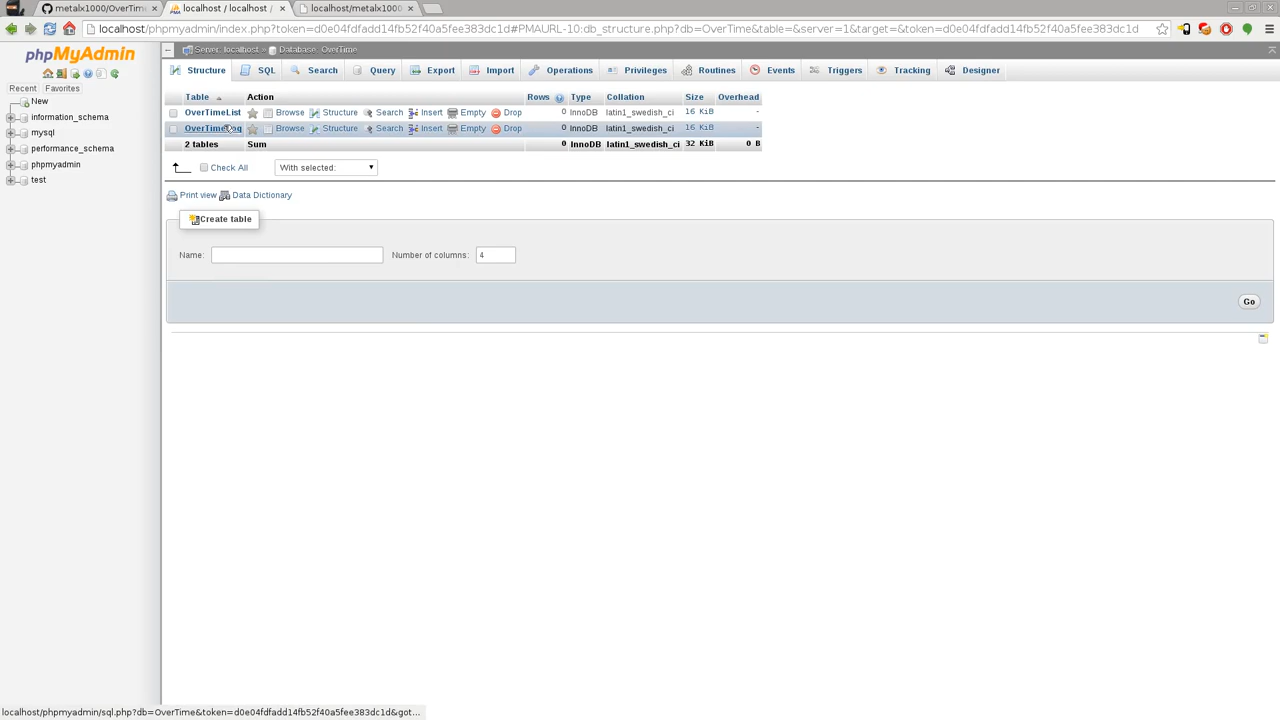 metalx1000/OverTim
localhost / localhost /
localhost/metalx1000
localhost/phpmyadmin/index.php?token=d0e04fdfadd14fb52f40a5fee383dc1d#PMAURL-10:db_structure.php?db=OverTime&table=&server=1&target=&token=d0e04fdfadd14fb52f40a5fee383dc1d
phpMyAdmin
Recent Favorites
New
information_schema
mysql
performance_schema
phpmyadmin
test
Server: localhost » Database: OverTime
Structure SQL Search Query Export Import Operations Privileges Routines Events Triggers Tracking Designer
Table Action Rows Type Collation Size Overhead
OverTimeList Browse Structure Search Insert Empty Drop 0 InnoDB latin1_swedish_ci 16 KiB -
Browse Structure Search Insert Empty Drop 0 InnoDB latin1_swedish_ci 16 KiB -
2 tables Sum 0 InnoDB latin1_swedish_ci 32 KiB 0 B
Check All With selected:
Print view Data Dictionary
Create table
Name: Number of columns: 4
Go
localhost/phpmyadmin/sql.php?db=OverTime&token=d0e04fdfadd14fb52f40a5fee383dc1d&got...